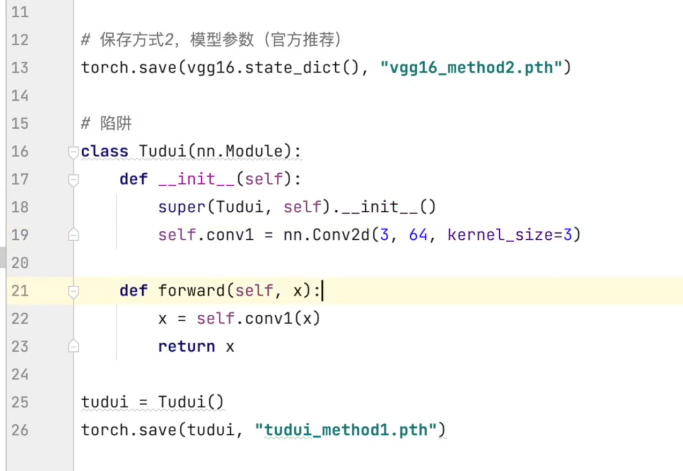 11
12 # 保存方式2，模型参数（官方推荐）
13 torch.save(vgg16.state_dict(), "vgg16_method2.pth")
14
15 # 陷阱
16 class Tudui(nn.Module):
17     def __init__(self):
18         super(Tudui, self).__init__()
19         self.conv1 = nn.Conv2d(3, 64, kernel_size=3)
20
21     def forward(self, x):
22         x = self.conv1(x)
23         return x
24
25 tudui = Tudui()
26 torch.save(tudui, "tudui_method1.pth")